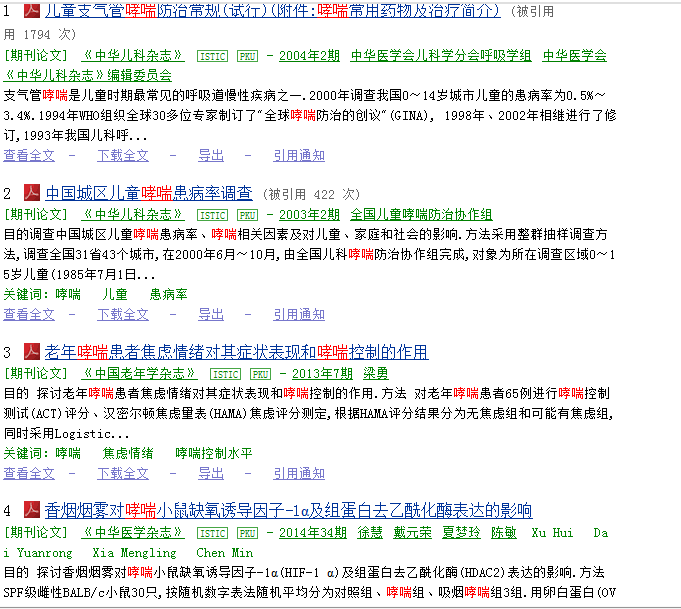 1 儿童支气管哮喘防治常规(试行)(附件:哮喘常用药物及治疗简介) (被引用
用 1794 次)
[期刊论文] 《中华儿科杂志》 ISTIC PKU - 2004年2期 中华医学会儿科学分会呼吸学组 中华医学会
《中华儿科杂志》编辑委员会
支气管哮喘是儿童时期最常见的呼吸道慢性疾病之一.2000年调查我国0～14岁城市儿童的患病率为0.5%～
3.4%.1994年WHO组织全球30多位专家制订了"全球哮喘防治的创议"(GINA), 1998年、2002年相继进行了修
订,1993年我国儿科呼...
查看全文 - 下载全文 - 导出 - 引用通知
2 中国城区儿童哮喘患病率调查 (被引用 422 次)
[期刊论文] 《中华儿科杂志》 ISTIC PKU - 2003年2期 全国儿童哮喘防治协作组
目的调查中国城区儿童哮喘患病率、哮喘相关因素及对儿童、家庭和社会的影响.方法采用整群抽样调查方
法,调查全国31省43个城市,在2000年6月～10月,由全国儿科哮喘防治协作组完成,对象为所在调查区域0～1
5岁儿童(1985年7月1日...
关键词: 哮喘 儿童 患病率
查看全文 - 下载全文 - 导出 - 引用通知
3 老年哮喘患者焦虑情绪对其症状表现和哮喘控制的作用
[期刊论文] 《中国老年学杂志》 ISTIC PKU - 2013年7期 梁勇
目的 探讨老年哮喘患者焦虑情绪对其症状表现和哮喘控制的作用.方法 对老年哮喘患者65例进行哮喘控制
测试(ACT)评分、汉密尔顿焦虑量表(HAMA)焦虑评分测定,根据HAMA评分结果分为无焦虑组和可能有焦虑组,
同时采用Logistic...
关键词: 哮喘 焦虑情绪 哮喘控制水平
查看全文 - 下载全文 - 导出 - 引用通知
4 香烟烟雾对哮喘小鼠缺氧诱导因子-1α及组蛋白去乙酰化酶表达的影响
[期刊论文] 《中华医学杂志》 ISTIC PKU - 2014年34期 徐慧 戴元荣 夏梦玲 陈敏 Xu Hui Da
i Yuanrong Xia Mengling Chen Min
目的 探讨香烟烟雾对哮喘小鼠缺氧诱导因子-1α(HIF-1 α)及组蛋白去乙酰化酶(HDAC2)表达的影响.方法
SPF级雌性BALB/c小鼠30只,按随机数字表法随机平均分为对照组、哮喘组、吸烟哮喘组3组.用卵白蛋白(OV